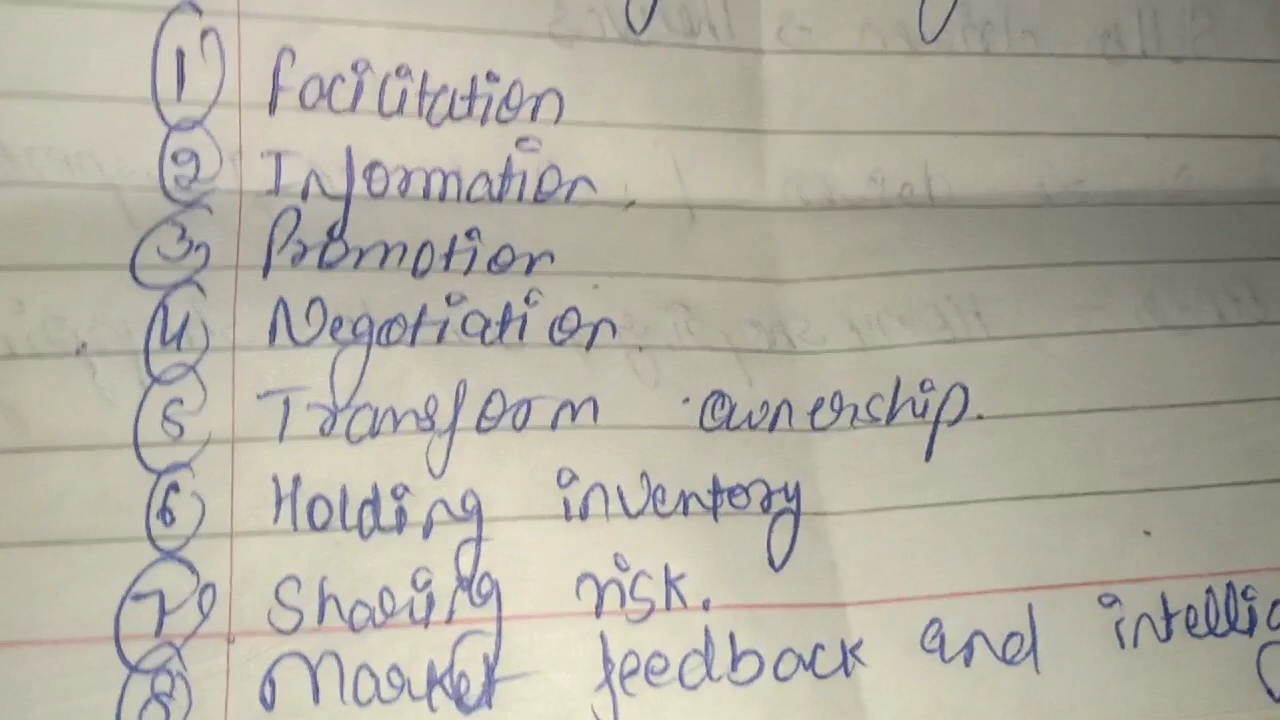 1 Facilitation
2 Information.
3 Promotion
4 Negotiation.
5 Transform ownership.
6 Holding inventory
7 Sharing risk.
8 Market feedback and